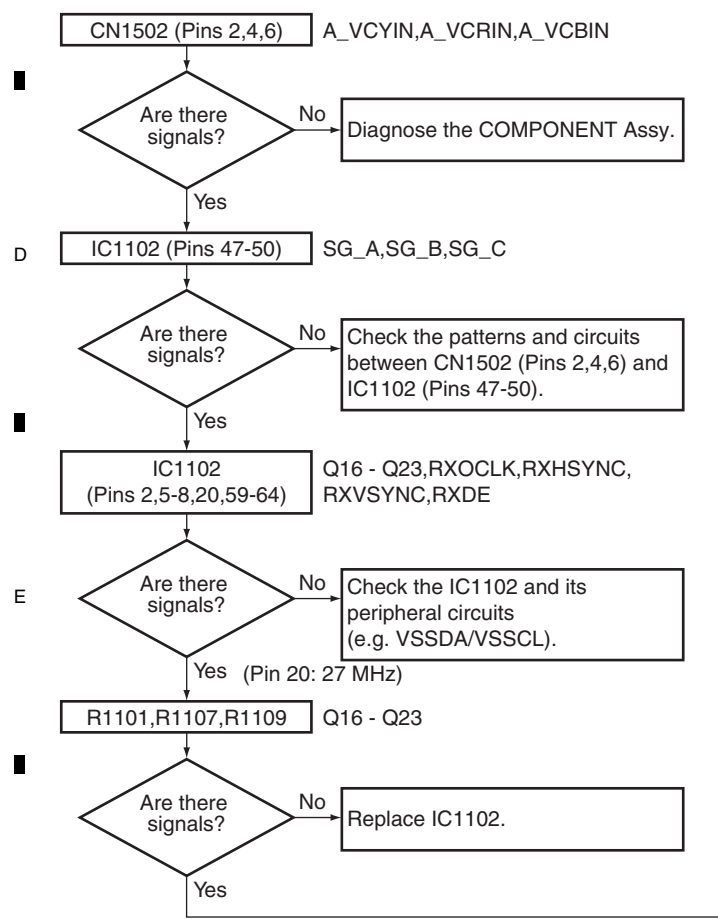 CN1502 (Pins 2,4,6)
A_VCYIN,A_VCRIN,A_VCBIN
Are there
signals?
No
Diagnose the COMPONENT Assy.
Yes
D
IC1102 (Pins 47-50)
SG_A,SG_B,SG_C
Are there
signals?
No
Check the patterns and circuits
between CN1502 (Pins 2,4,6) and
IC1102 (Pins 47-50).
Yes
IC1102
(Pins 2,5-8,20,59-64)
Q16 - Q23,RXOCLK,RXHSYNC,
RXVSYNC,RXDE
E
Are there
signals?
No
Check the IC1102 and its
peripheral circuits
(e.g. VSSDA/VSSCL).
Yes
(Pin 20: 27 MHz)
R1101,R1107,R1109
Q16 - Q23
Are there
signals?
No
Replace IC1102.
Yes